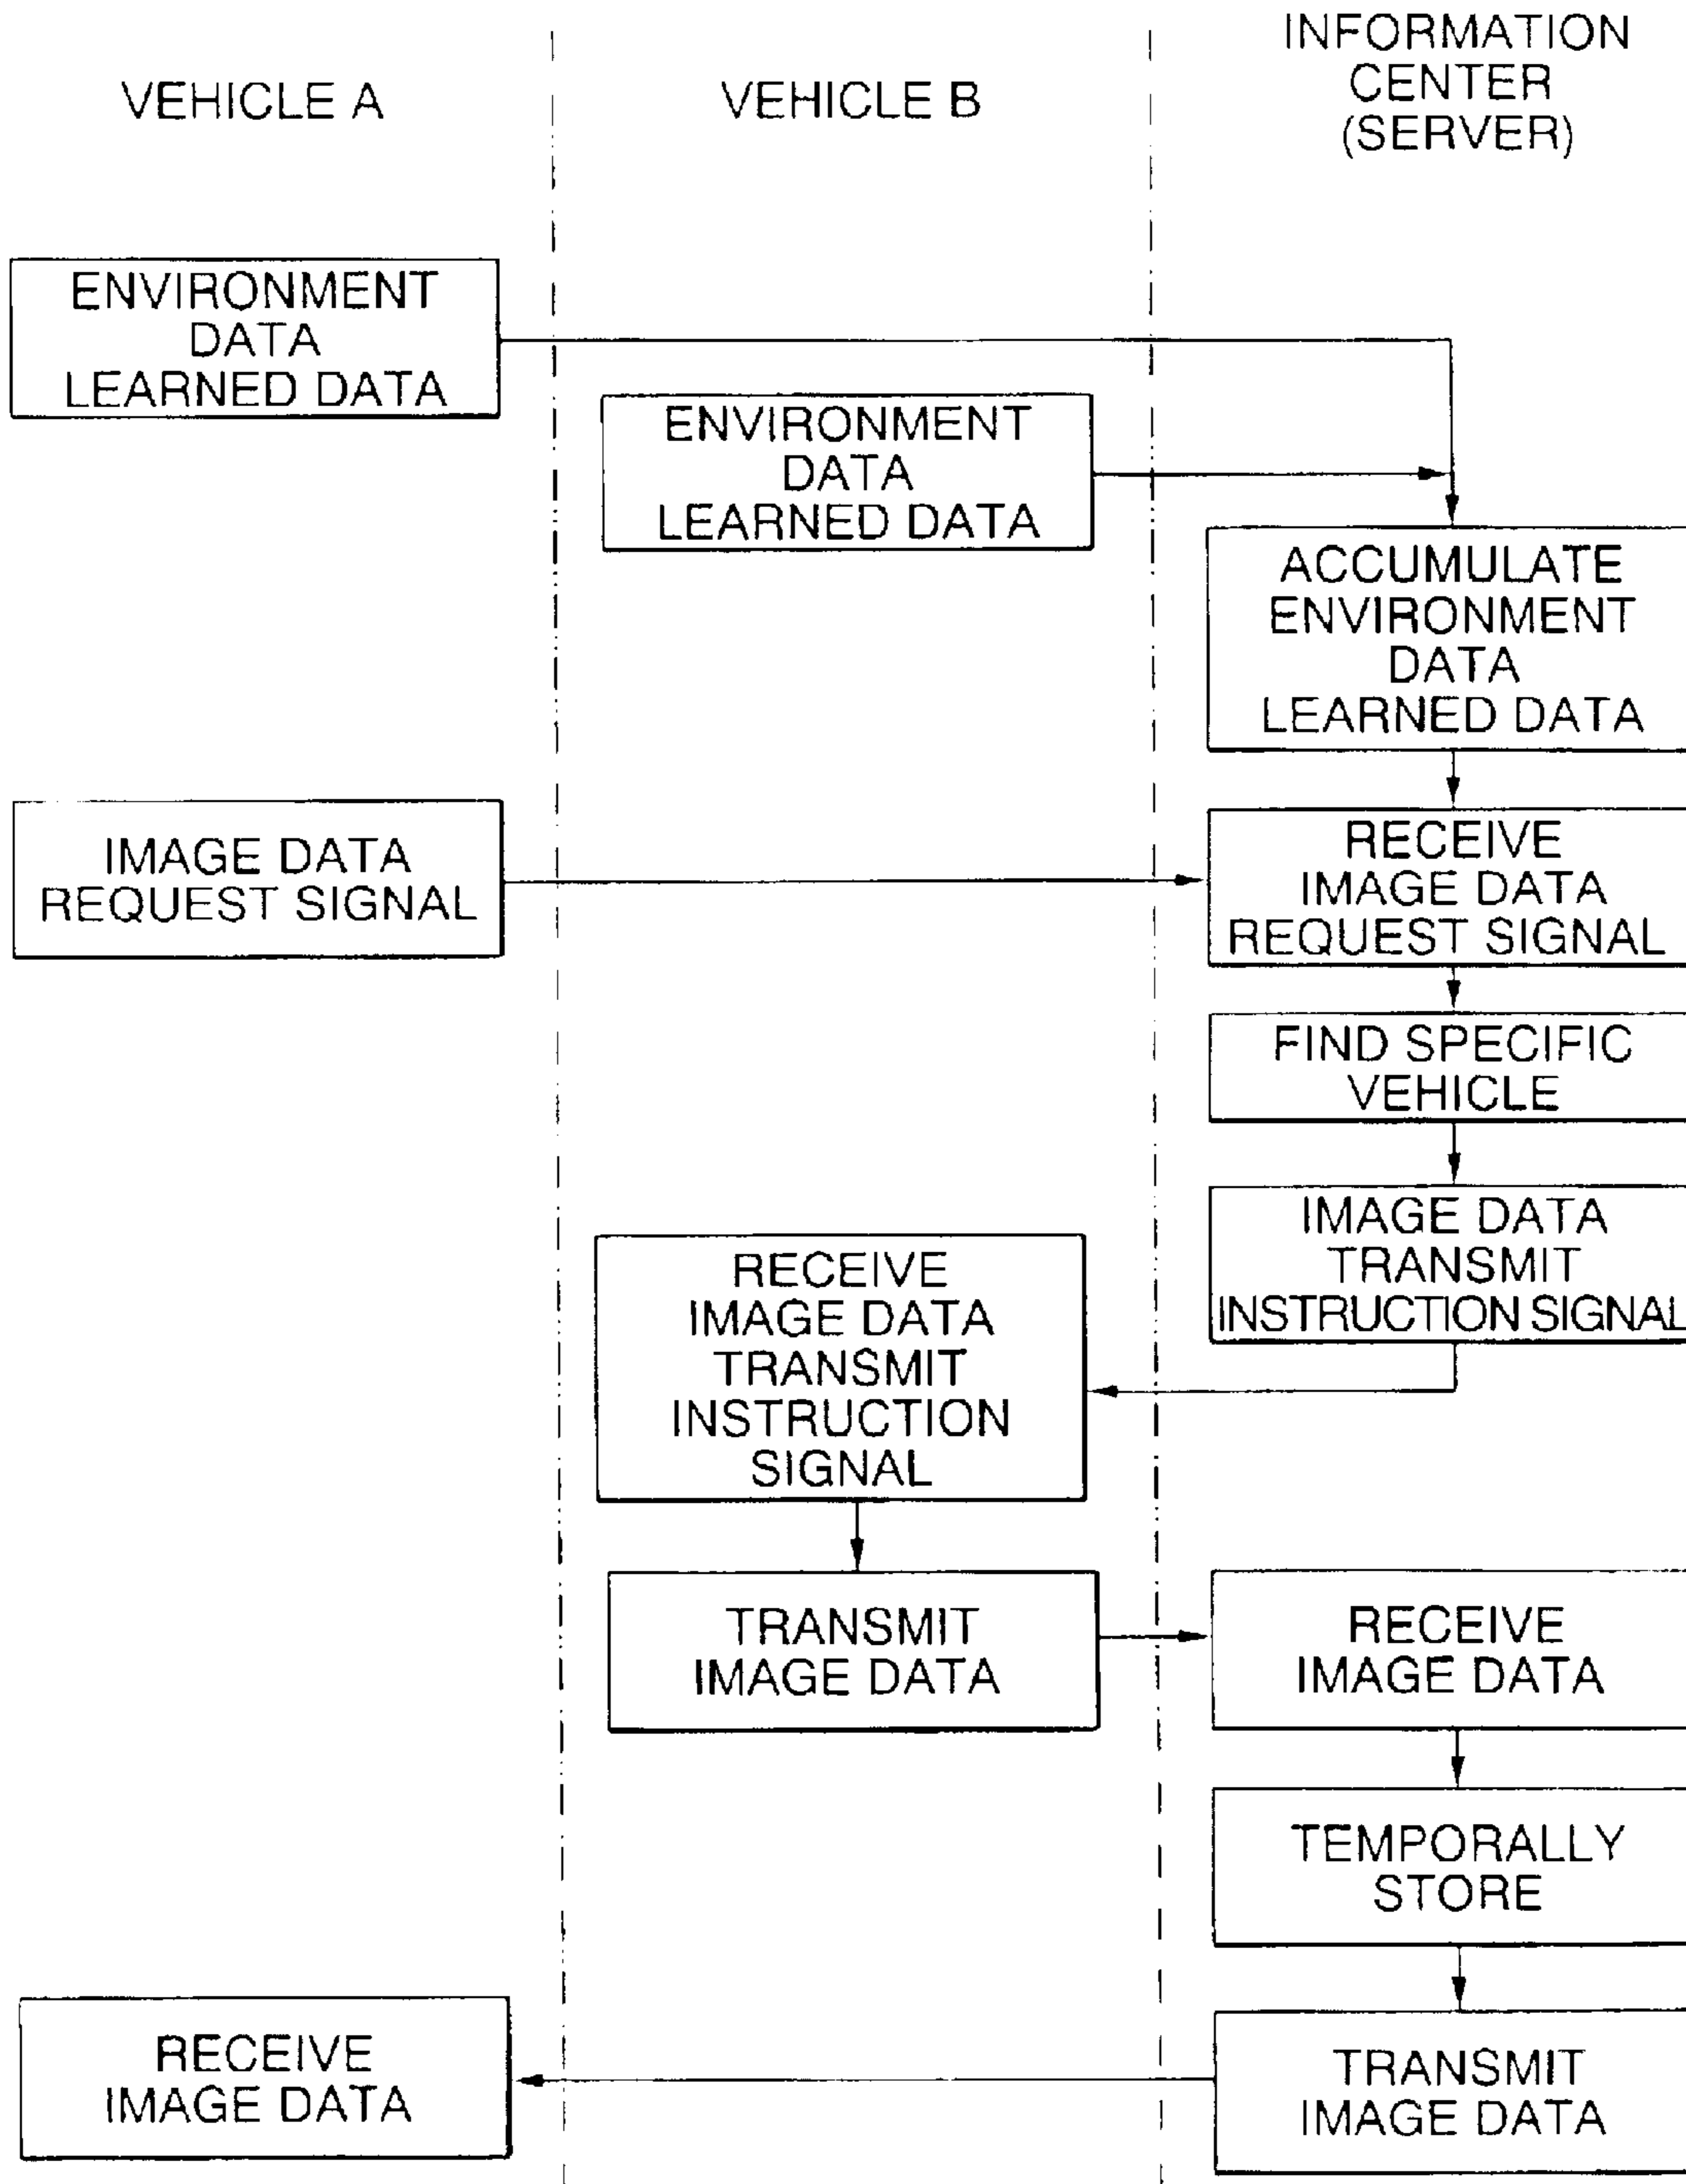 VEHICLE A
VEHICLE B
INFORMATION
CENTER
(SERVER)
ENVIRONMENT
DATA
LEARNED DATA
ENVIRONMENT
DATA
LEARNED DATA
ACCUMULATE
ENVIRONMENT
DATA
LEARNED DATA
IMAGE DATA
REQUEST SIGNAL
RECEIVE
IMAGE DATA
REQUEST SIGNAL
FIND SPECIFIC
VEHICLE
IMAGE DATA
TRANSMIT
INSTRUCTION SIGNAL
RECEIVE
IMAGE DATA
TRANSMIT
INSTRUCTION
SIGNAL
TRANSMIT
IMAGE DATA
RECEIVE
IMAGE DATA
TEMPORALLY
STORE
RECEIVE
IMAGE DATA
TRANSMIT
IMAGE DATA